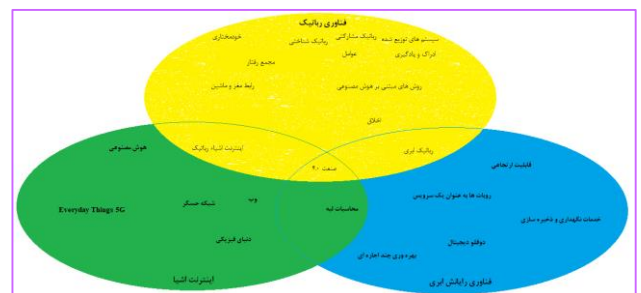 فناوری رباتیک
سیستم های توزیع شده
رباتیک مشارکتی
رباتیک شناختی
خودمختاری
ادراک و یادگیری
عوامل
مجمع رفتار
روش های مبتنی بر هوش مصنوعی
رابط مغز و ماشین
اخلاق
رباتیک ابری
اینترنت اشیاء رباتیک
هوش مصنوعی
صنعت ۴.۰
قابلیت ارتجاعی
روبات ها به عنوان یک سرویس
وب
شبکه حسگر
محاسبات لبه
Everyday Things 5G
خدمات نگهداری و ذخیره سازی
دنیای فیزیکی
دوقلو دیجیتال
بهره وری چند اجاره ای
اینترنت اشیا
فناوری رایانش ابری